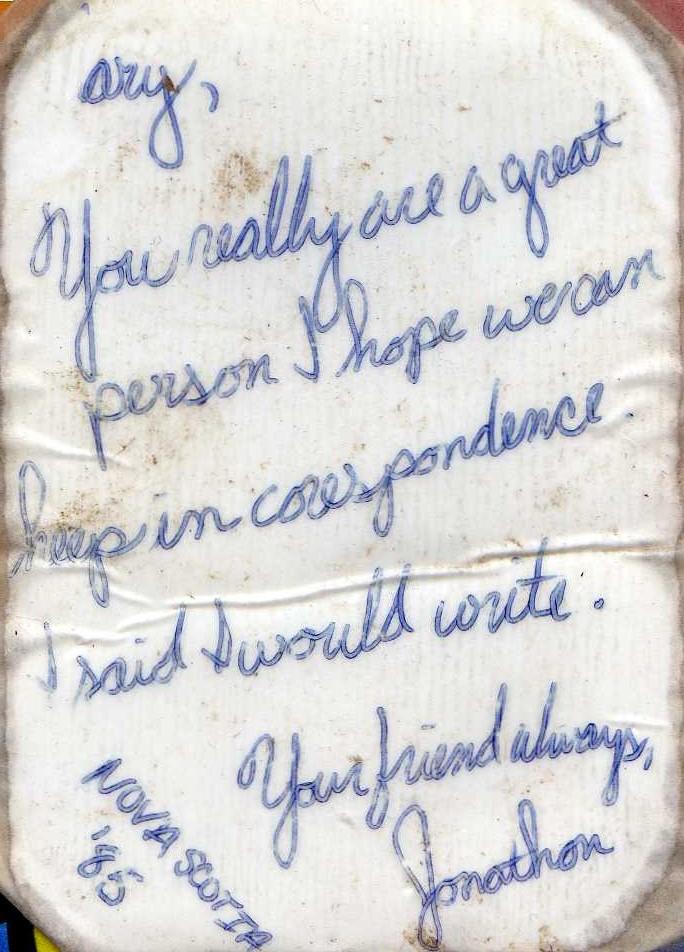 ary,
You really are a great
person I hope we can
keep in corespondence.
I said I would write.
Your friend always,
Jonathon
NOVA SCOTIA
'85